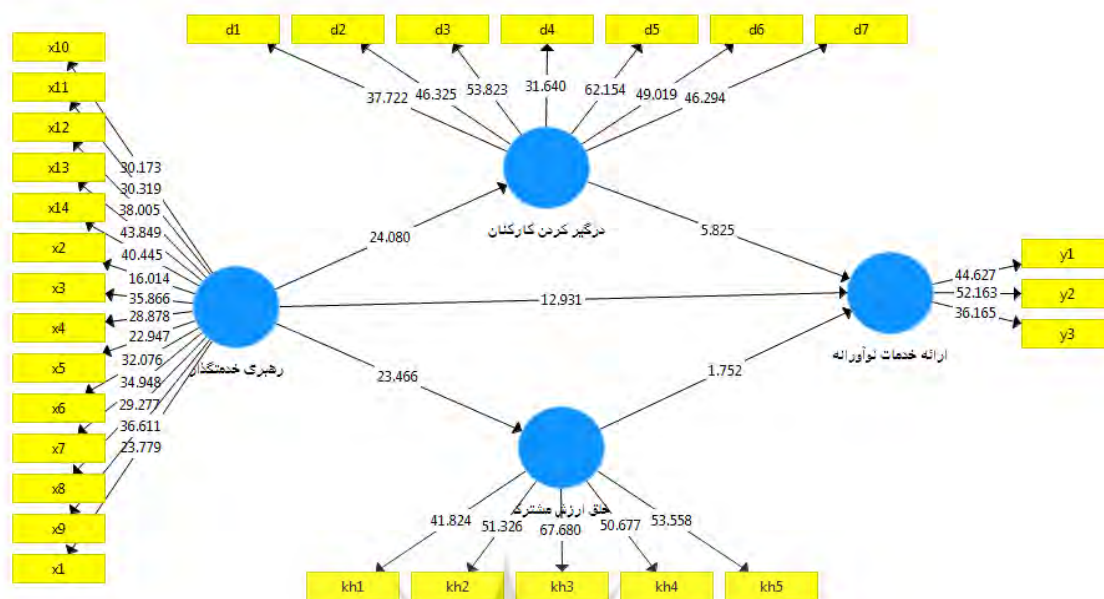 d1 d2 d3 d4 d5 d6 d7
37.722 46.325 53.823 31.640 62.154 49.019 46.294
x10
x11
x12
x13
x14
x2
x3
x4
x5
x6
x7
x8
x9
x1
30.173
30.319
38.005
43.849
40.445
16.014
35.866
28.878
22.947
32.076
34.948
29.277
36.611
23.779
رهبری خدمتگذار
درگیر کردن کارکنان
24.080
5.825
12.931
23.466
1.752
ارائه خدمات نوآورانه
44.627
52.163
36.165
y1
y2
y3
خلق ارزش مشترک
41.824 51.326 67.680 50.677 53.558
kh1 kh2 kh3 kh4 kh5